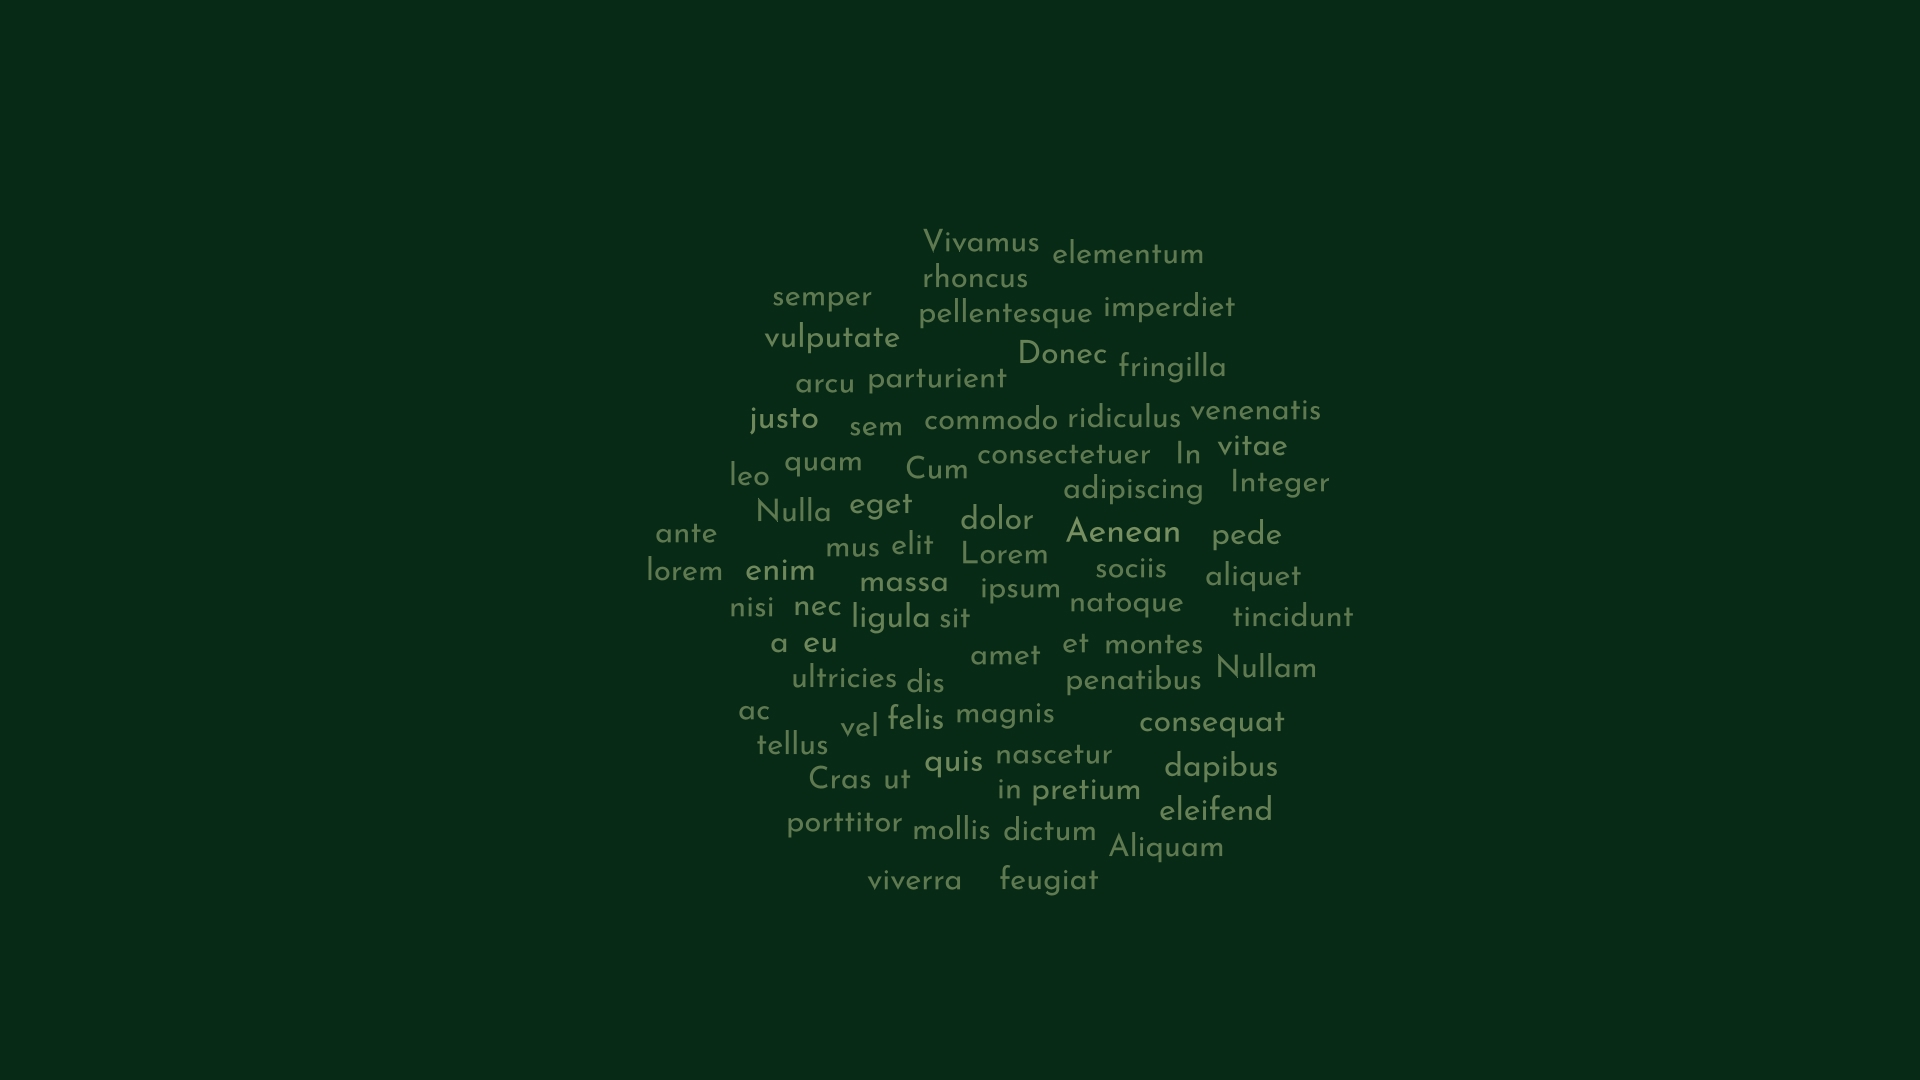 Vivamus elementum
rhoncus
semper pellentesque imperdiet
vulputate Donec fringilla
arcu parturient
justo sem commodo ridiculus venenatis
leo quam Cum consectetuer In vitae
adipiscing Integer
Nulla eget dolor Aenean pede
ante mus elit Lorem
lorem enim massa ipsum sociis aliquet
nisi nec ligula sit natoque tincidunt
a eu amet et montes
ultricies dis penatibus Nullam
ac vel felis magnis consequat
tellus quis nascetur dapibus
Cras ut in pretium eleifend
porttitor mollis dictum Aliquam
viverra feugiat